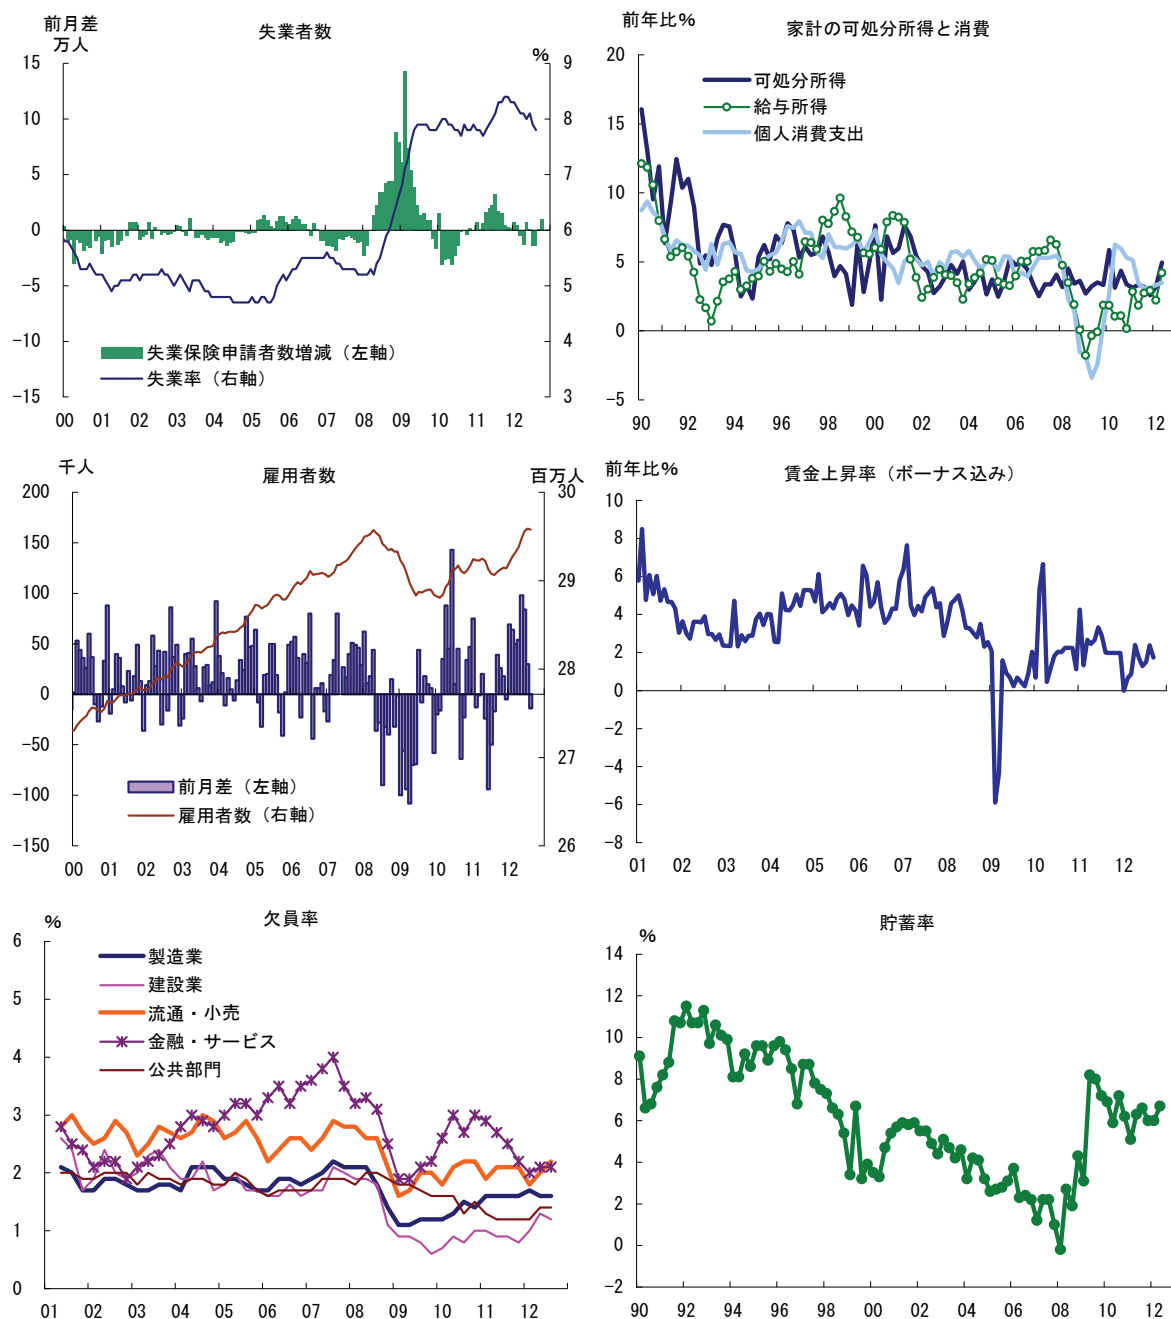 失業者数
前月差
万人
%
15
10
5
0
−5
−10
−15
9
8
7
6
5
4
3
失業保険申請者数増減（左軸）
失業率（右軸）
00 01 02 03 04 05 06 07 08 09 10 11 12
家計の可処分所得と消費
前年比%
20
15
10
5
0
−5
可処分所得
給与所得
個人消費支出
90 92 94 96 98 00 02 04 06 08 10 12
雇用者数
千人
百万人
200
150
100
50
0
−50
−100
−150
30
29
28
27
26
前月差（左軸）
雇用者数（右軸）
00 01 02 03 04 05 06 07 08 09 10 11 12
賃金上昇率（ボーナス込み）
前年比%
10
8
6
4
2
0
−2
−4
−6
−8
01 02 03 04 05 06 07 09 10 11 12
欠員率
%
6
5
4
3
2
1
0
製造業
建設業
流通・小売
金融・サービス
公共部門
01 02 03 04 05 06 07 09 10 11 12
貯蓄率
%
14
12
10
8
6
4
2
0
−2
90 92 94 96 98 00 02 04 06 08 10 12